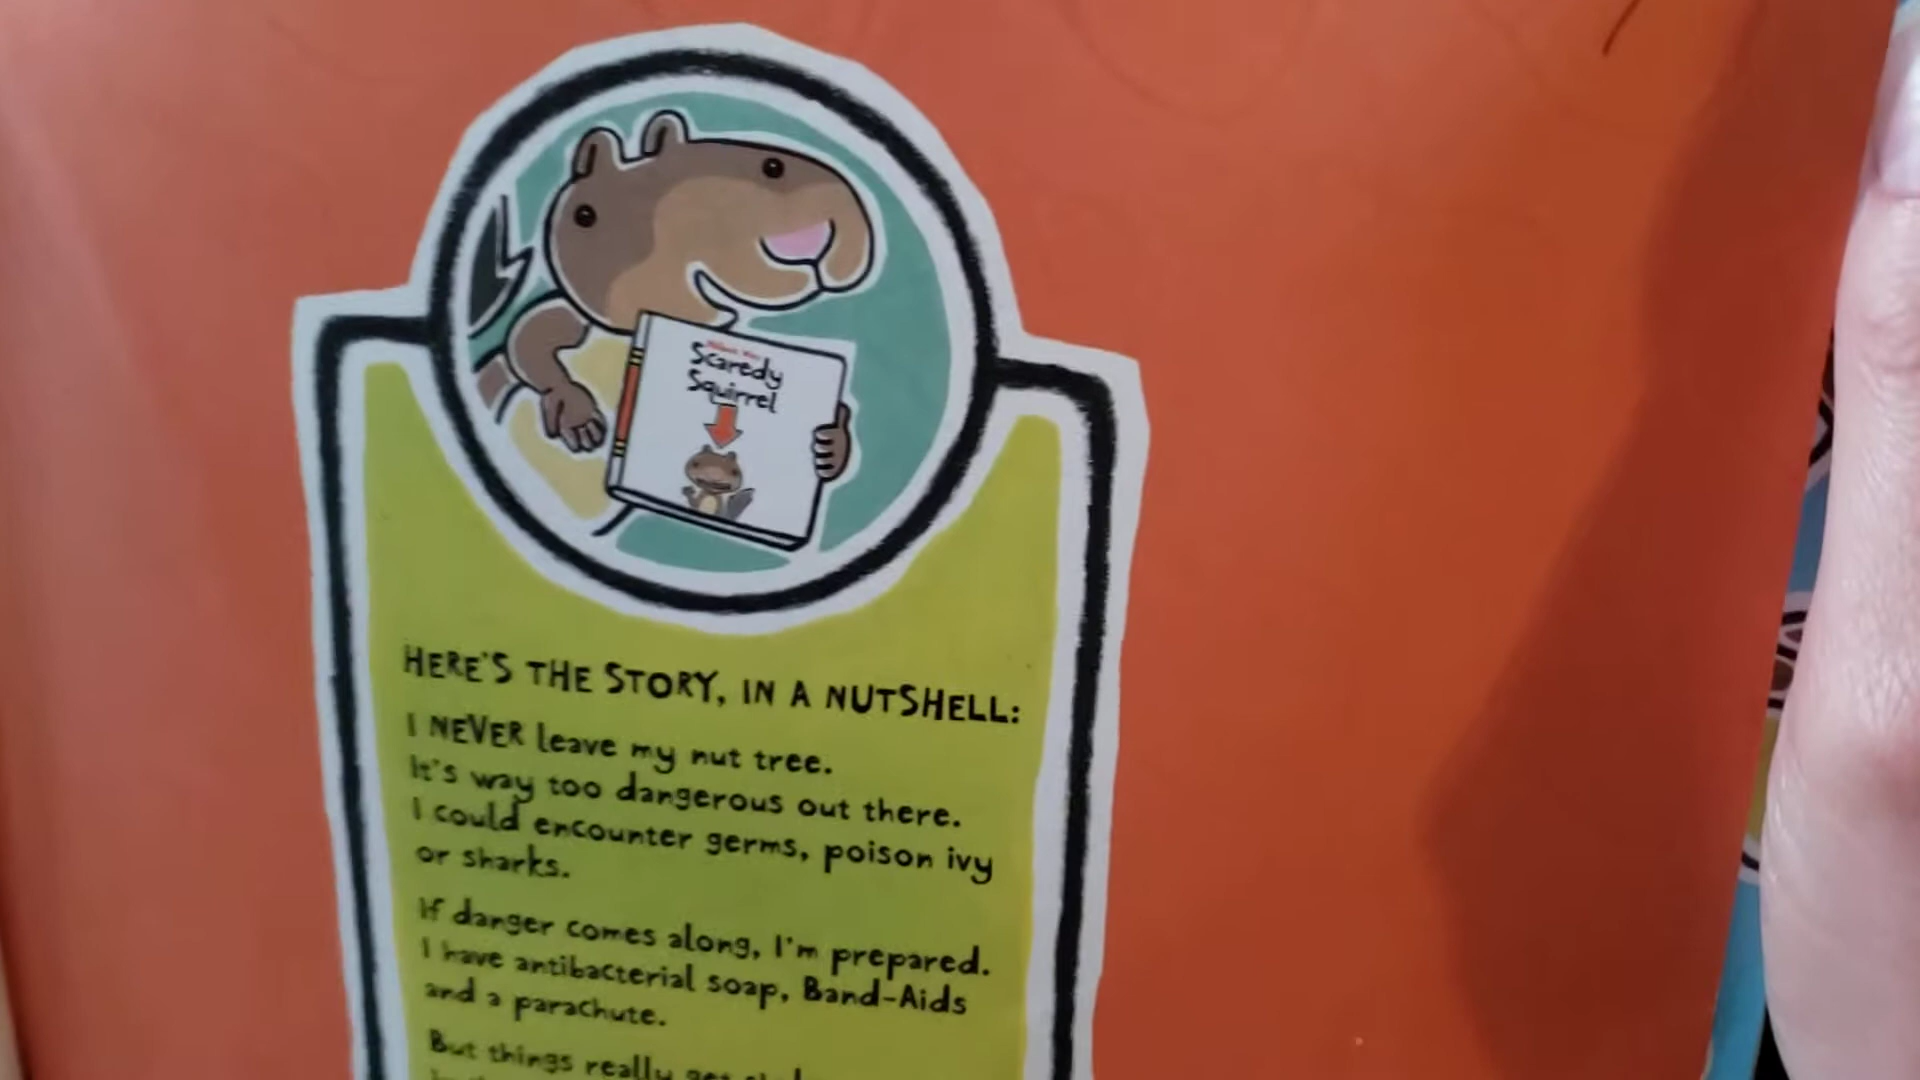 Scaredy
Squirrel
HERE'S THE STORY, IN A NUTSHELL:
I NEVER leave my nut tree.
It's way too dangerous out there.
I could encounter germs, poison ivy
or sharks.
If danger comes along, I'm prepared.
I have antibacterial soap, Band-Aids
and a parachute.
But things really get